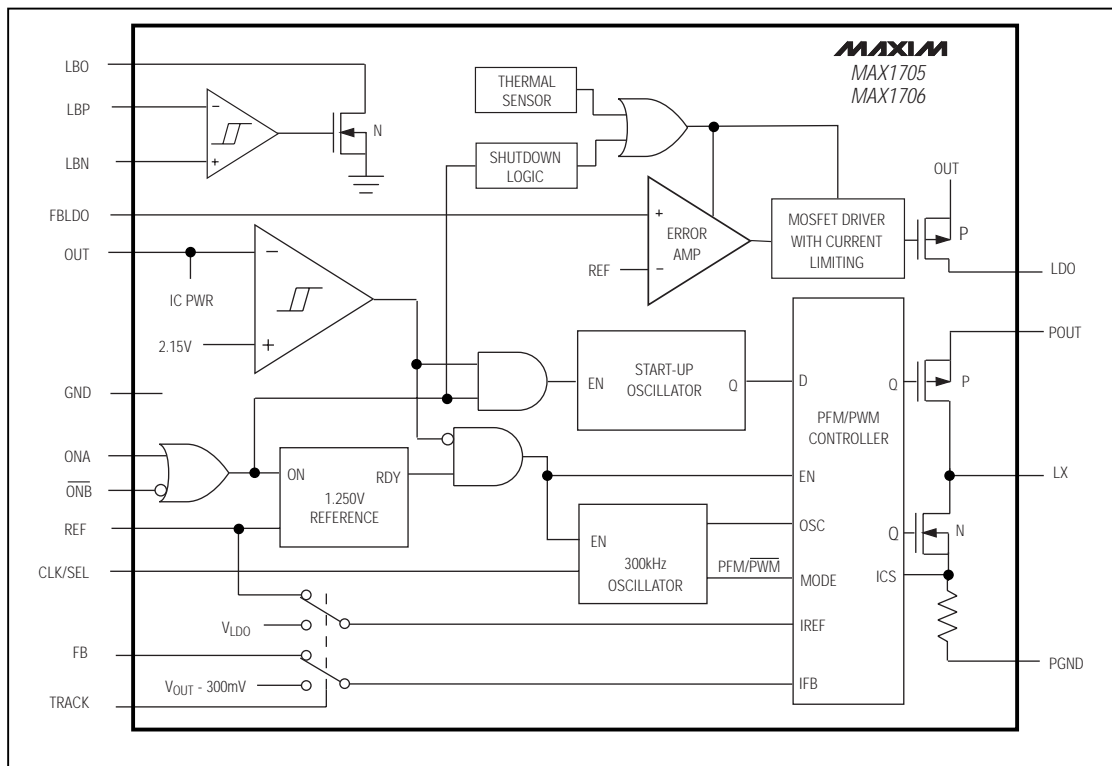 MAXIM
MAX1705
MAX1706
LBO
LBP
LBN
FBLDO
OUT
GND
ONA
ONB
REF
CLK/SEL
FB
TRACK
-
+
N
THERMAL
SENSOR
SHUTDOWN
LOGIC
+
-
ERROR
AMP
REF
MOSFET DRIVER
WITH CURRENT
LIMITING
OUT
P
LDO
-
+
IC PWR
2.15V
EN
START-UP
OSCILLATOR
Q
ON
RDY
1.250V
REFERENCE
EN
300kHz
OSCILLATOR
PFM/PWM
D
Q
PFM/PWM
CONTROLLER
EN
OSC
Q
MODE
ICS
IREF
IFB
P
N
POUT
LX
PGND
VLDO
VOUT - 300mV